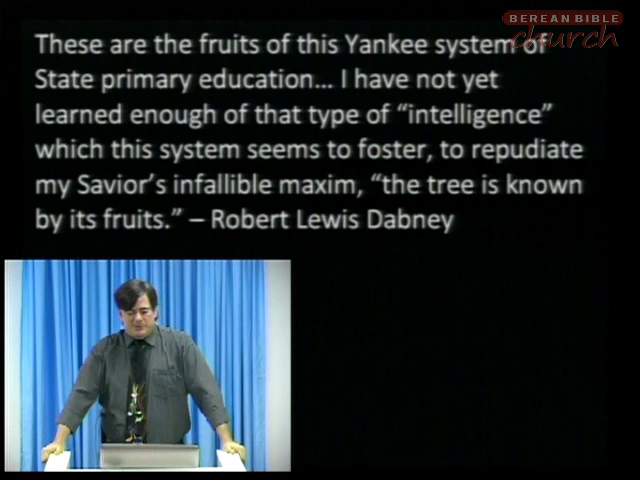 BEREAN BIBLE
church
These are the fruits of this Yankee system of
State primary education... I have not yet
learned enough of that type of “intelligence”
which this system seems to foster, to repudiate
my Savior’s infallible maxim, “the tree is known
by its fruits.” – Robert Lewis Dabney